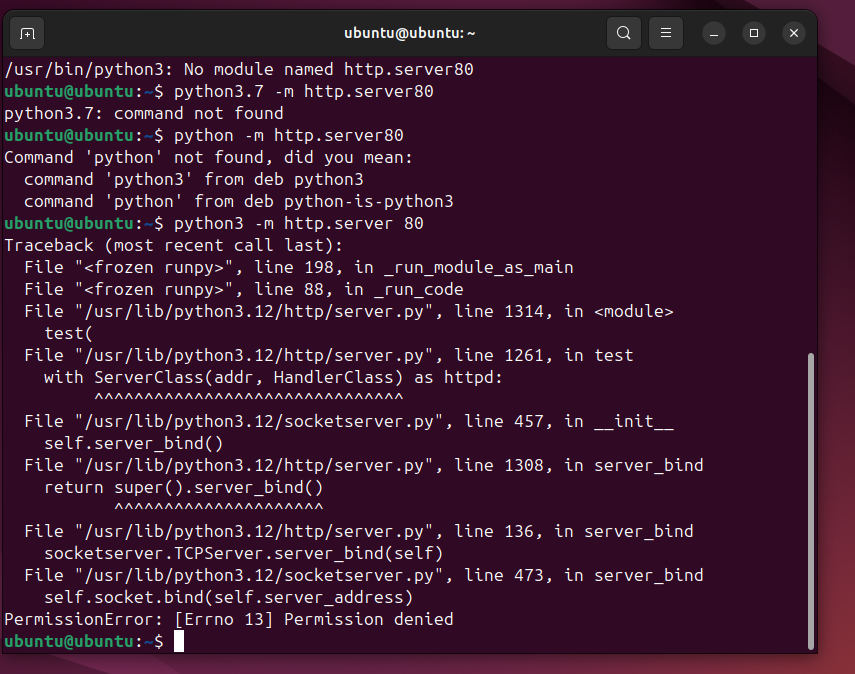 ubuntu@ubuntu: ~
/usr/bin/python3: No module named http.server80
ubuntu@ubuntu:~$ python3.7 -m http.server80
python3.7: command not found
ubuntu@ubuntu:~$ python -m http.server80
Command 'python' not found, did you mean:
  command 'python3' from deb python3
  command 'python' from deb python-is-python3
ubuntu@ubuntu:~$ python3 -m http.server 80
Traceback (most recent call last):
  File "<frozen runpy>", line 198, in _run_module_as_main
  File "<frozen runpy>", line 88, in _run_code
  File "/usr/lib/python3.12/http/server.py", line 1314, in <module>
    test(
  File "/usr/lib/python3.12/http/server.py", line 1261, in test
    with ServerClass(addr, HandlerClass) as httpd:
         ^^^^^^^^^^^^^^^^^^^^^^^^^^^^^^^
  File "/usr/lib/python3.12/socketserver.py", line 457, in __init__
    self.server_bind()
  File "/usr/lib/python3.12/http/server.py", line 1308, in server_bind
    return super().server_bind()
           ^^^^^^^^^^^^^^^^^^^^^
  File "/usr/lib/python3.12/http/server.py", line 136, in server_bind
    socketserver.TCPServer.server_bind(self)
  File "/usr/lib/python3.12/socketserver.py", line 473, in server_bind
    self.socket.bind(self.server_address)
PermissionError: [Errno 13] Permission denied
ubuntu@ubuntu:~$